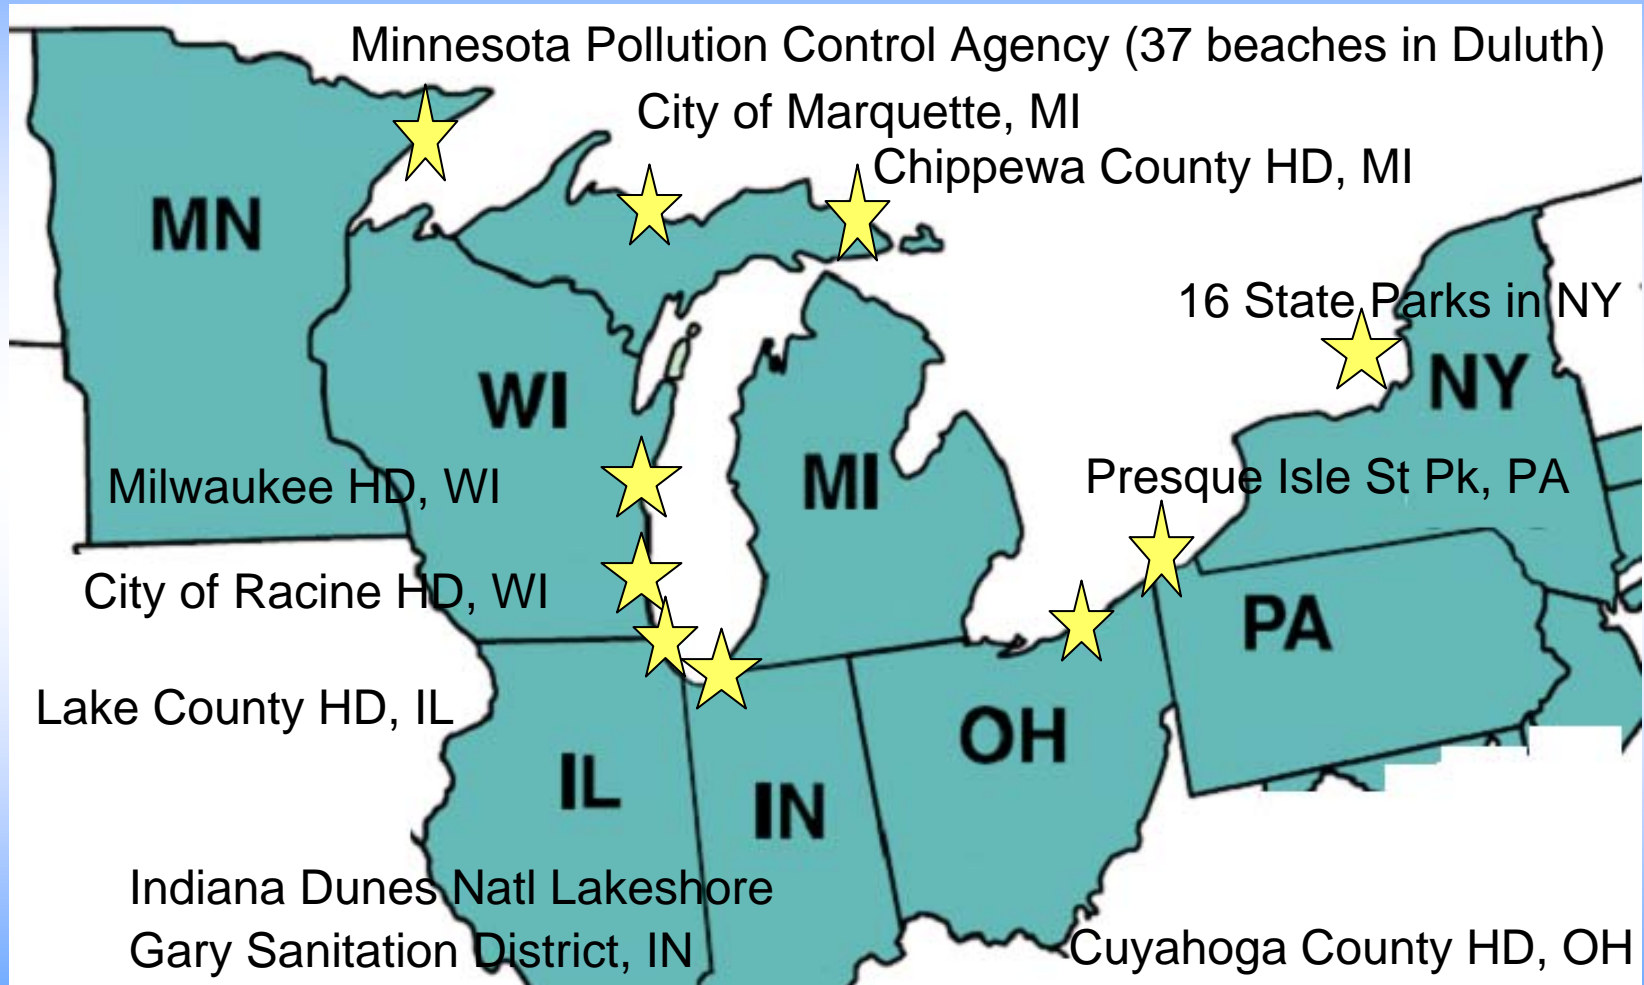 Minnesota Pollution Control Agency (37 beaches in Duluth)
City of Marquette, MI
Chippewa County HD, MI
MN
16 State Parks in NY
WI
NY
MI
Milwaukee HD, WI
Presque Isle St Pk, PA
City of Racine HD, WI
PA
Lake County HD, IL
OH
IL
IN
Indiana Dunes Natl Lakeshore
Gary Sanitation District, IN
Cuyahoga County HD, OH